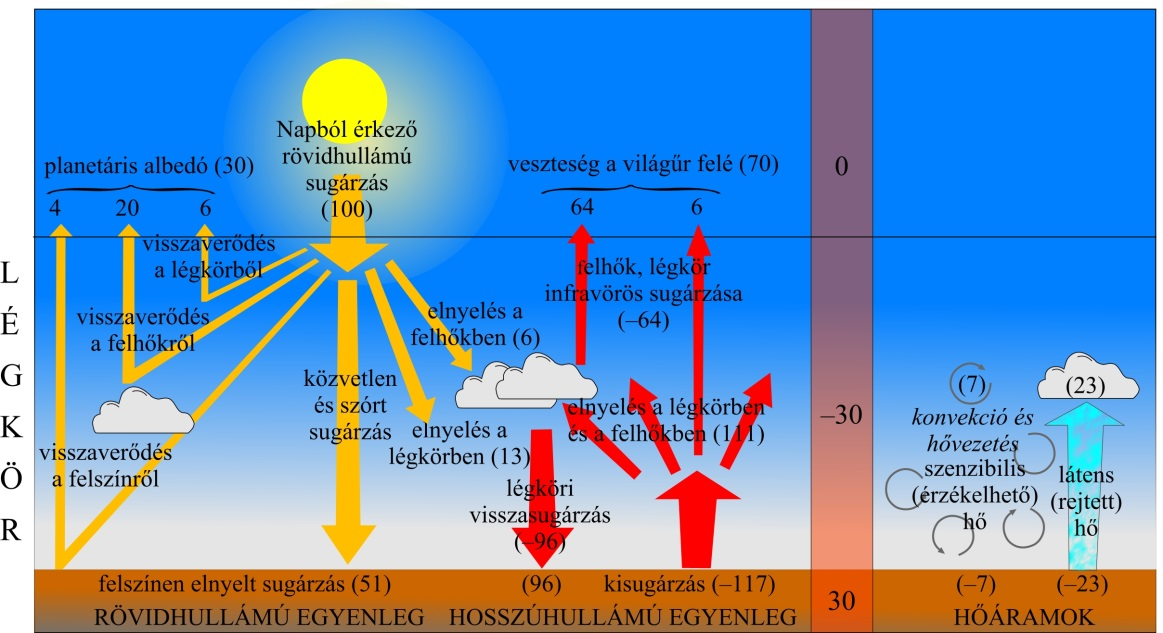 Napból érkező
rövidhullámú
sugárzás
(100)
planetáris albedó (30)
4 20 6
visszaverődés
a légkörből
visszaverődés
a felhőkről
visszaverődés
a felszínről
közvetlen
és szórt
sugárzás
elnyelés a
felhőkben (6)
elnyelés a
légkörben (13)
felszínen elnyelt sugárzás (51)
RÖVIDHULLÁMÚ EGYENLEG
veszteség a világűr felé (70)
64 6
felhők, légkör
infravörös sugárzása
(–64)
elnyelés a légkörben
és a felhőkben (111)
légköri
visszasugárzás
(–96)
(96) kisugárzás (–117)
HOSSZÚHULLÁMÚ EGYENLEG
0
–30
30
(7)
konvekció és
hővezetés
szenzibilis
(érzékelhető)
hő
(23)
látens
(rejtett)
hő
(–7) (–23)
HŐÁRAMOK
L
É
G
K
Ö
R